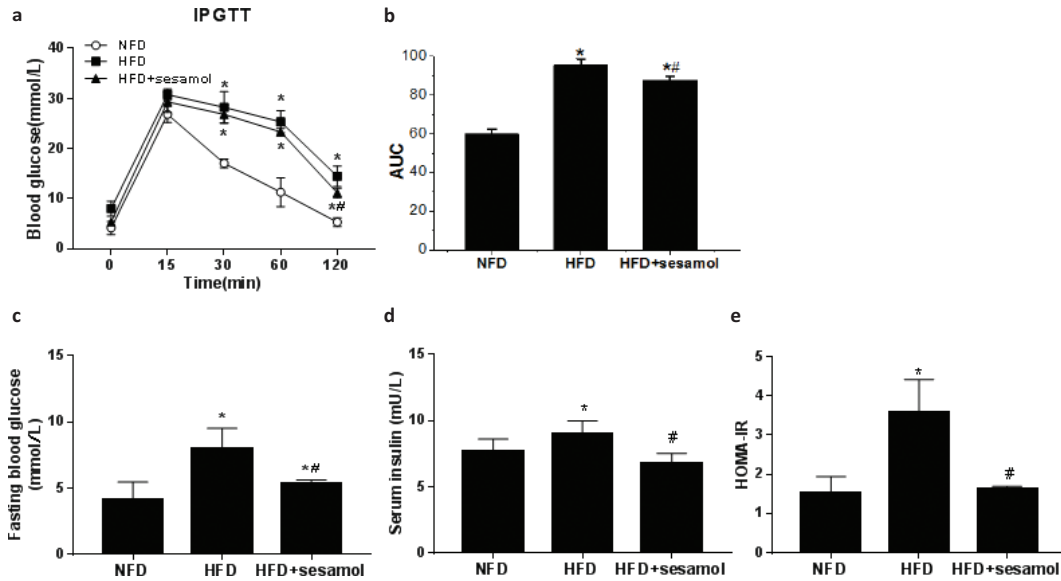 a
IPGTT
NFD
HFD
HFD+sesamol
Blood glucose(mmol/L)
40
30
20
10
0
*
*
*
*
*
*#
0 15 30 60 120
Time(min)
b
AUC
100
80
60
40
20
0
*
*#
NFD HFD HFD+sesamol
c
Fasting blood glucose
(mmol/L)
15
10
5
0
*
*#
NFD HFD HFD+sesamol
d
Serum insulin (mU/L)
15
10
5
0
*
#
NFD HFD HFD+sesamol
e
HOMA-IR
5
4
3
2
1
0
*
#
NFD HFD HFD+sesamol